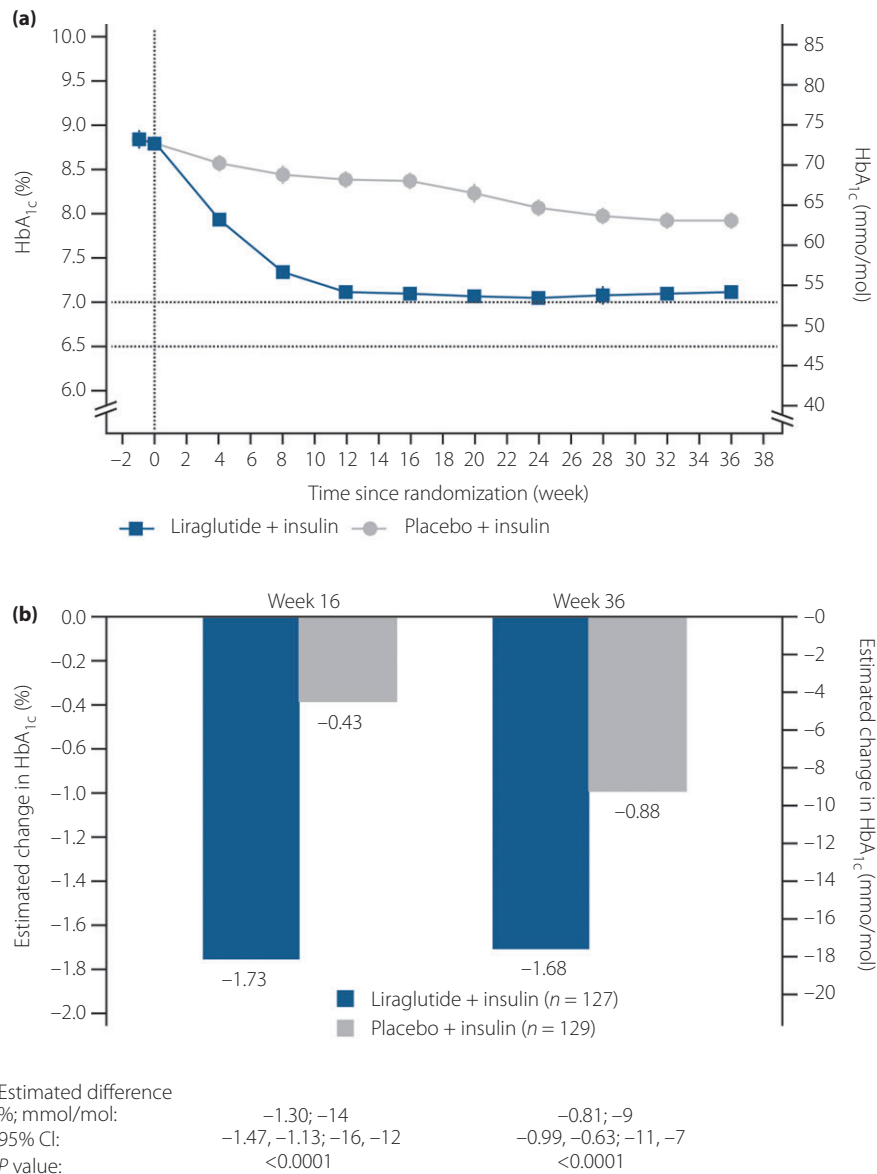 (a)
10.0
9.5
9.0
8.5
8.0
7.5
7.0
6.5
6.0
HbA1c (%)
85
80
75
70
65
60
55
50
45
40
HbA1c (mmo/mol)
−2 0 2 4 6 8 10 12 14 16 18 20 22 24 26 28 30 32 34 36 38
Time since randomization (week)
Liraglutide + insulin Placebo + insulin
(b)
Week 16 Week 36
0.0
−0.2
−0.4
−0.6
−0.8
−1.0
−1.2
−1.4
−1.6
−1.8
−2.0
Estimated change in HbA1c (%)
−0.43
−0.88
−1.73
−1.68
−0
−2
−4
−6
−8
−10
−12
−14
−16
−18
−20
Estimated change in HbA1c (mmo/mol)
Liraglutide + insulin (n = 127)
Placebo + insulin (n = 129)
Estimated difference
%; mmol/mol: −1.30; −14 −0.81; −9
95% CI: −1.47, −1.13; −16, −12 −0.99, −0.63; −11, −7
P value: <0.0001 <0.0001